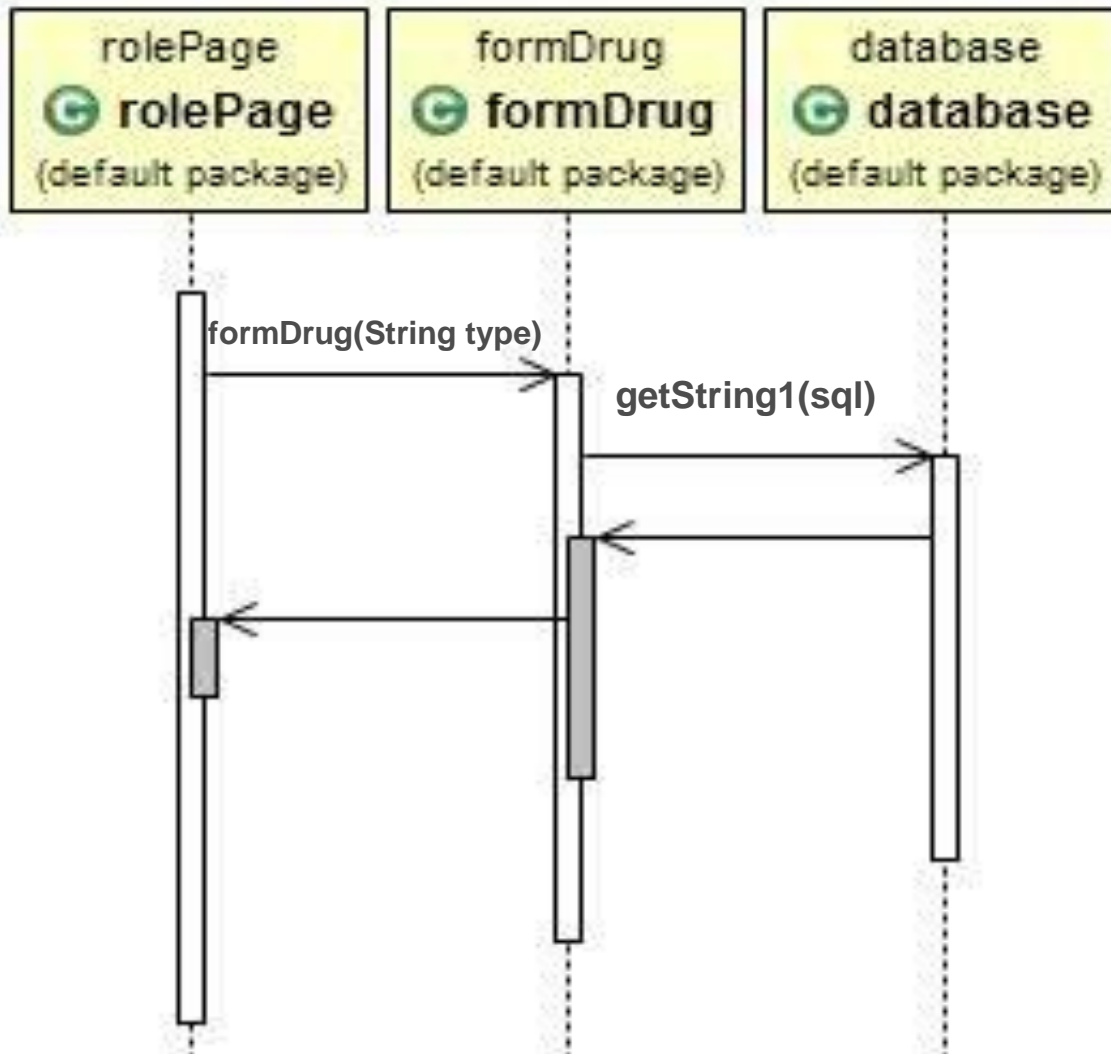 rolePage
C rolePage
(default package)
formDrug
C formDrug
(default package)
database
C database
(default package)
formDrug(String type)
getString1(sql)